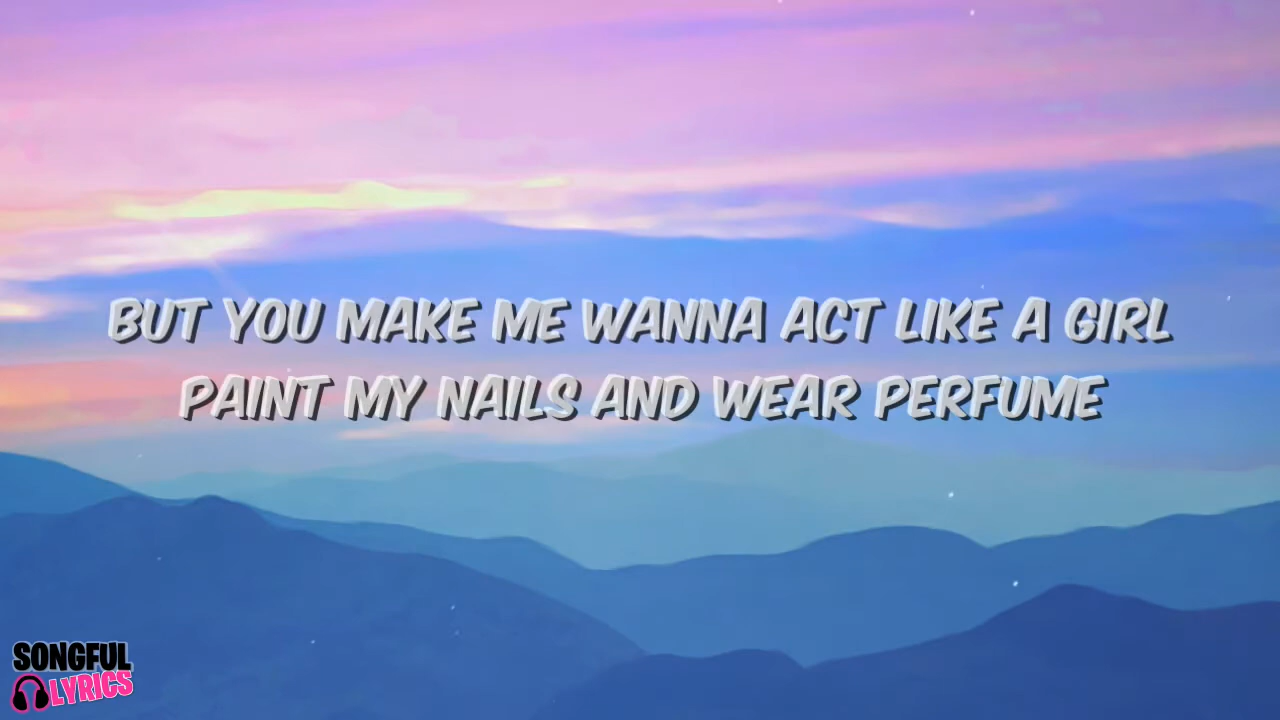 BUT YOU MAKE ME WANNA ACT LIKE A GIRL
PAINT MY NAILS AND WEAR PERFUME
SONGFUL
LYRICS